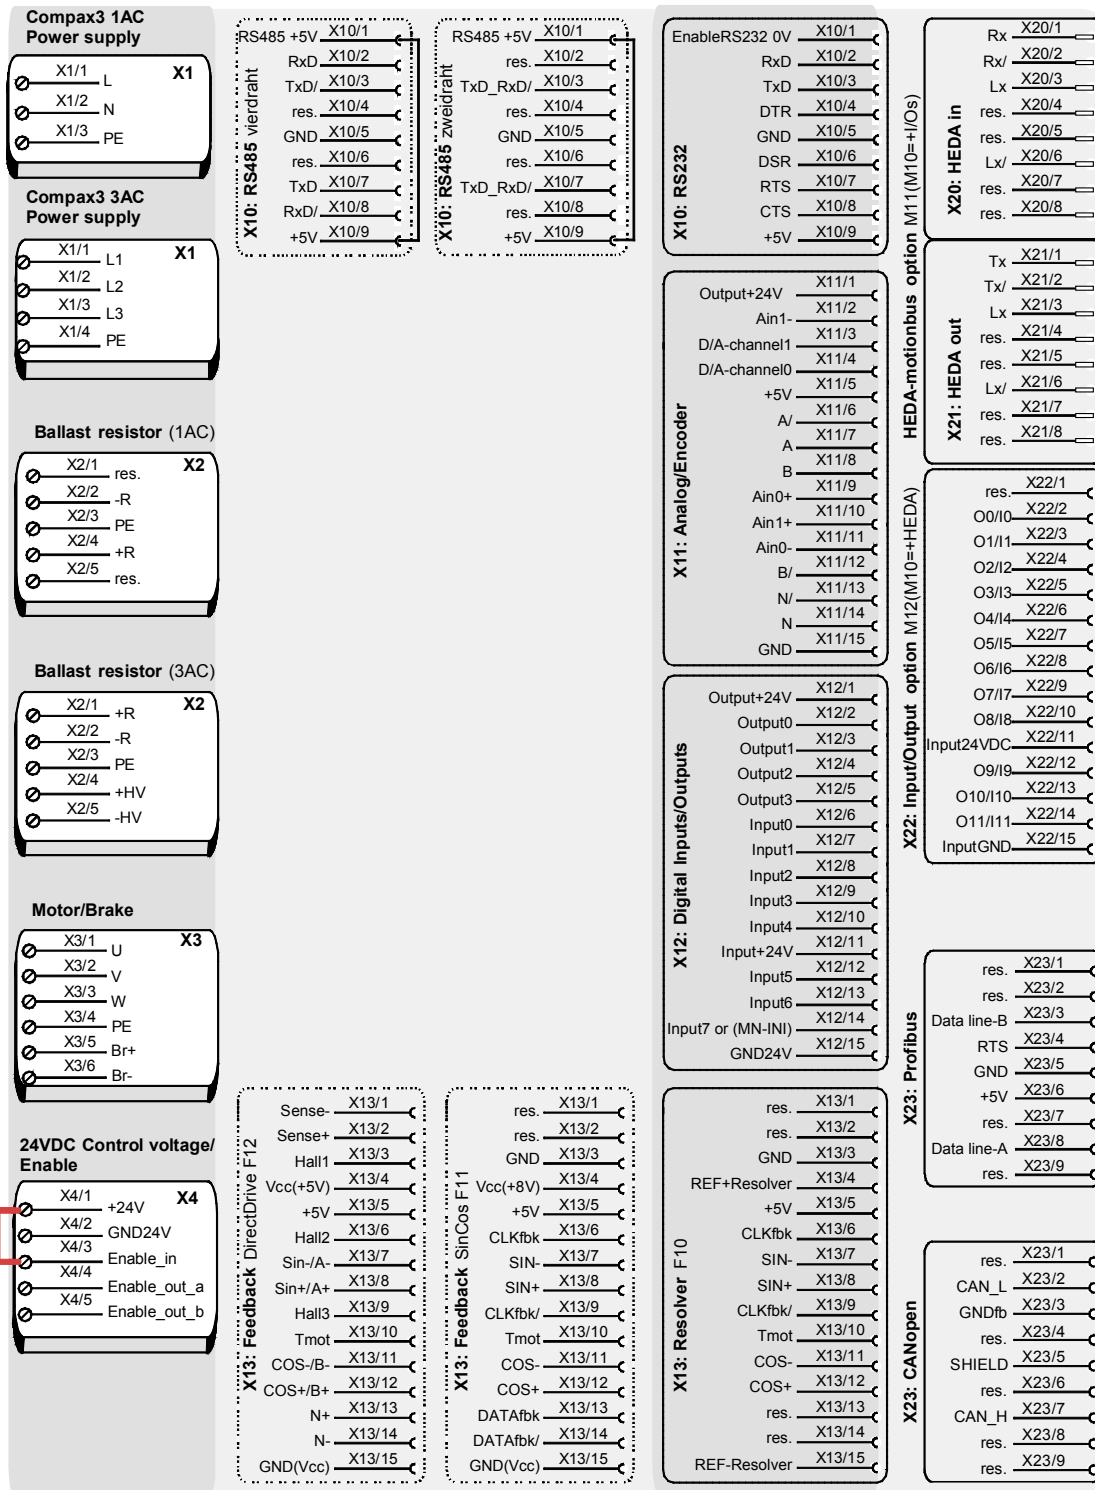 Compax3 1AC
Power supply
X1
X1/1 L
X1/2 N
X1/3 PE
Compax3 3AC
Power supply
X1
X1/1 L1
X1/2 L2
X1/3 L3
X1/4 PE
Ballast resistor (1AC)
X2
X2/1 res.
X2/2 -R
X2/3 PE
X2/4 +R
X2/5 res.
Ballast resistor (3AC)
X2
X2/1 +R
X2/2 -R
X2/3 PE
X2/4 +HV
X2/5 -HV
Motor/Brake
X3
X3/1 U
X3/2 V
X3/3 W
X3/4 PE
X3/5 Br+
X3/6 Br-
24VDC Control voltage/
Enable
X4
X4/1 +24V
X4/2 GND24V
X4/3 Enable_in
X4/4 Enable_out_a
X4/5 Enable_out_b
X10: RS485 vierdraht
RS485 +5V X10/1
RxD X10/2
TxD/ X10/3
res. X10/4
GND X10/5
res. X10/6
TxD X10/7
RxD/ X10/8
+5V X10/9
X10: RS485 zweidraht
RS485 +5V X10/1
res. X10/2
TxD_RxD/ X10/3
res. X10/4
GND X10/5
res. X10/6
TxD_RxD/ X10/7
res. X10/8
+5V X10/9
X13: Feedback DirectDrive F12
Sense- X13/1
Sense+ X13/2
Hall1 X13/3
Vcc(+5V) X13/4
+5V X13/5
Hall2 X13/6
Sin-/A- X13/7
Sin+/A+ X13/8
Hall3 X13/9
Tmot X13/10
COS-/B- X13/11
COS+/B+ X13/12
N+ X13/13
N- X13/14
GND(Vcc) X13/15
X13: Feedback SinCos F11
res. X13/1
res. X13/2
GND X13/3
Vcc(+8V) X13/4
+5V X13/5
CLKfbk X13/6
SIN- X13/7
SIN+ X13/8
CLKfbk/ X13/9
Tmot X13/10
COS- X13/11
COS+ X13/12
DATAfbk X13/13
DATAfbk/ X13/14
GND(Vcc) X13/15
X10: RS232
EnableRS232 0V X10/1
RxD X10/2
TxD X10/3
DTR X10/4
GND X10/5
DSR X10/6
RTS X10/7
CTS X10/8
+5V X10/9
X11: Analog/Encoder
Output+24V X11/1
Ain1- X11/2
D/A-channel1 X11/3
D/A-channel0 X11/4
+5V X11/5
A/ X11/6
A X11/7
B X11/8
Ain0+ X11/9
Ain1+ X11/10
Ain0- X11/11
B/ X11/12
N/ X11/13
N X11/14
GND X11/15
X12: Digital Inputs/Outputs
Output+24V X12/1
Output0 X12/2
Output1 X12/3
Output2 X12/4
Output3 X12/5
Input0 X12/6
Input1 X12/7
Input2 X12/8
Input3 X12/9
Input4 X12/10
Input+24V X12/11
Input5 X12/12
Input6 X12/13
Input7 or (MN-INI) X12/14
GND24V X12/15
X13: Resolver F10
res. X13/1
res. X13/2
GND X13/3
REF+Resolver X13/4
+5V X13/5
CLKfbk X13/6
SIN- X13/7
SIN+ X13/8
CLKfbk/ X13/9
Tmot X13/10
COS- X13/11
COS+ X13/12
res. X13/13
res. X13/14
REF-Resolver X13/15
HEDA-motionbus option M11(M10=+I/Os)
X20: HEDA in
Rx X20/1
Rx/ X20/2
Lx X20/3
res. X20/4
res. X20/5
Lx/ X20/6
res. X20/7
res. X20/8
X21: HEDA out
Tx X21/1
Tx/ X21/2
Lx X21/3
res. X21/4
res. X21/5
Lx/ X21/6
res. X21/7
res. X21/8
X22: Input/Output option M12(M10=+HEDA)
res. X22/1
O0/I0 X22/2
O1/I1 X22/3
O2/I2 X22/4
O3/I3 X22/5
O4/I4 X22/6
O5/I5 X22/7
O6/I6 X22/8
O7/I7 X22/9
O8/I8 X22/10
Input24VDC X22/11
O9/I9 X22/12
O10/I10 X22/13
O11/I11 X22/14
InputGND X22/15
X23: Profibus
res. X23/1
res. X23/2
Data line-B X23/3
RTS X23/4
GND X23/5
+5V X23/6
res. X23/7
Data line-A X23/8
res. X23/9
X23: CANopen
res. X23/1
CAN_L X23/2
GNDfb X23/3
res. X23/4
SHIELD X23/5
res. X23/6
CAN_H X23/7
res. X23/8
res. X23/9